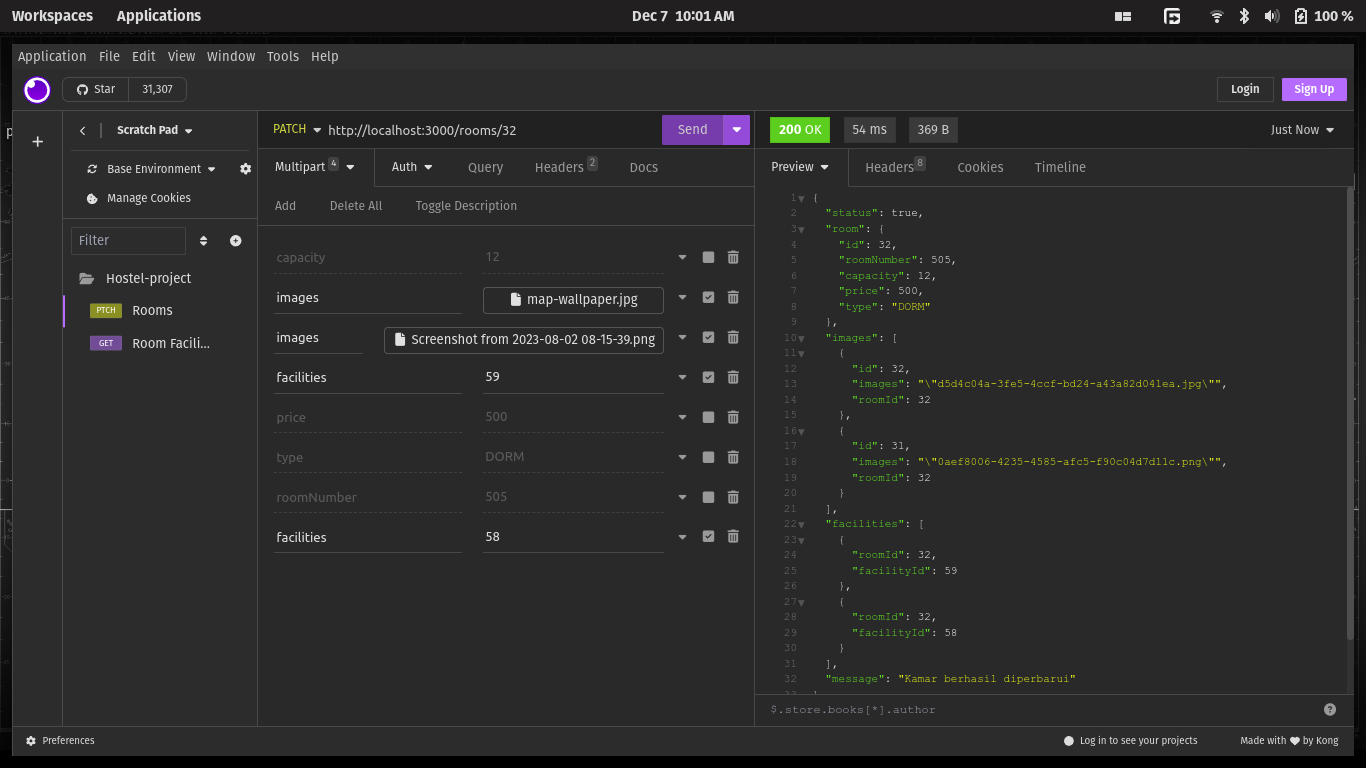 Workspaces Applications Dec 7 10:01 AM 100 %
Application File Edit View Window Tools Help
Star 31,307 Login Sign Up
Scratch Pad
Base Environment
Manage Cookies
Filter
Hostel-project
PTCH Rooms
GET Room Facili...
PATCH http://localhost:3000/rooms/32 Send
Multipart 4 Auth Query Headers 2 Docs
Add Delete All Toggle Description
capacity 12
images map-wallpaper.jpg
images Screenshot from 2023-08-02 08-15-39.png
facilities 59
price 500
type DORM
roomNumber 505
facilities 58
200 OK 54 ms 369 B Just Now
Preview Headers 8 Cookies Timeline
1 {
2 "status": true,
3 "room": {
4 "id": 32,
5 "roomNumber": 505,
6 "capacity": 12,
7 "price": 500,
8 "type": "DORM"
9 },
10 "images": [
11 {
12 "id": 32,
13 "images": "\"d5d4c04a-3fe5-4ccf-bd24-a43a82d041ea.jpg\"",
14 "roomId": 32
15 },
16 {
17 "id": 31,
18 "images": "\"0aef8006-4235-4585-afc5-f90c04d7d11c.png\"",
19 "roomId": 32
20 }
21 ],
22 "facilities": [
23 {
24 "roomId": 32,
25 "facilityId": 59
26 },
27 {
28 "roomId": 32,
29 "facilityId": 58
30 }
31 ],
32 "message": "Kamar berhasil diperbarui"
$.store.books[*].author
Preferences Log in to see your projects Made with ♥ by Kong